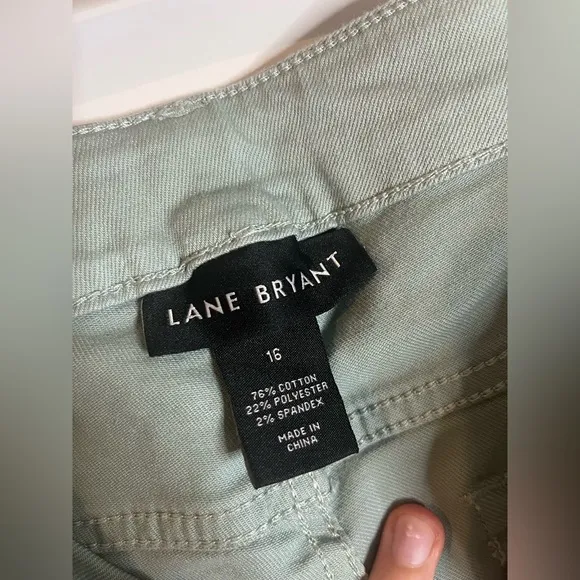 LANE BRYANT
16
76% COTTON
22% POLYESTER
2% SPANDEX
MADE IN
CHINA